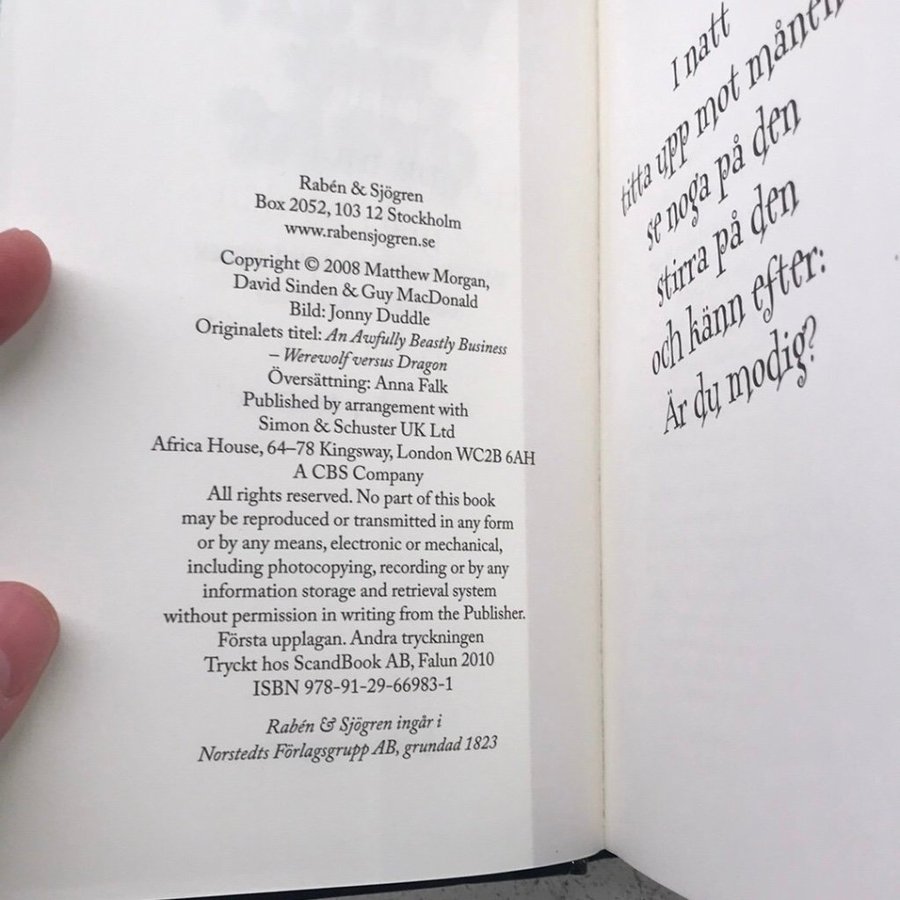 Rabén & Sjögren
Box 2052, 103 12 Stockholm
www.rabensjogren.se
Copyright © 2008 Matthew Morgan,
David Sinden & Guy MacDonald
Bild: Jonny Duddle
Originalets titel: An Awfully Beastly Business
– Werewolf versus Dragon
Översättning: Anna Falk
Published by arrangement with
Simon & Schuster UK Ltd
Africa House, 64–78 Kingsway, London WC2B 6AH
A CBS Company
All rights reserved. No part of this book
may be reproduced or transmitted in any form
or by any means, electronic or mechanical,
including photocopying, recording or by any
information storage and retrieval system
without permission in writing from the Publisher.
Första upplagan. Andra tryckningen
Tryckt hos ScandBook AB, Falun 2010
ISBN 978-91-29-66983-1
Rabén & Sjögren ingår i
Norstedts Förlagsgrupp AB, grundad 1823
I natt
titta upp mot månen
se noga på den
stirra på den
och känn efter:
Är du modig?